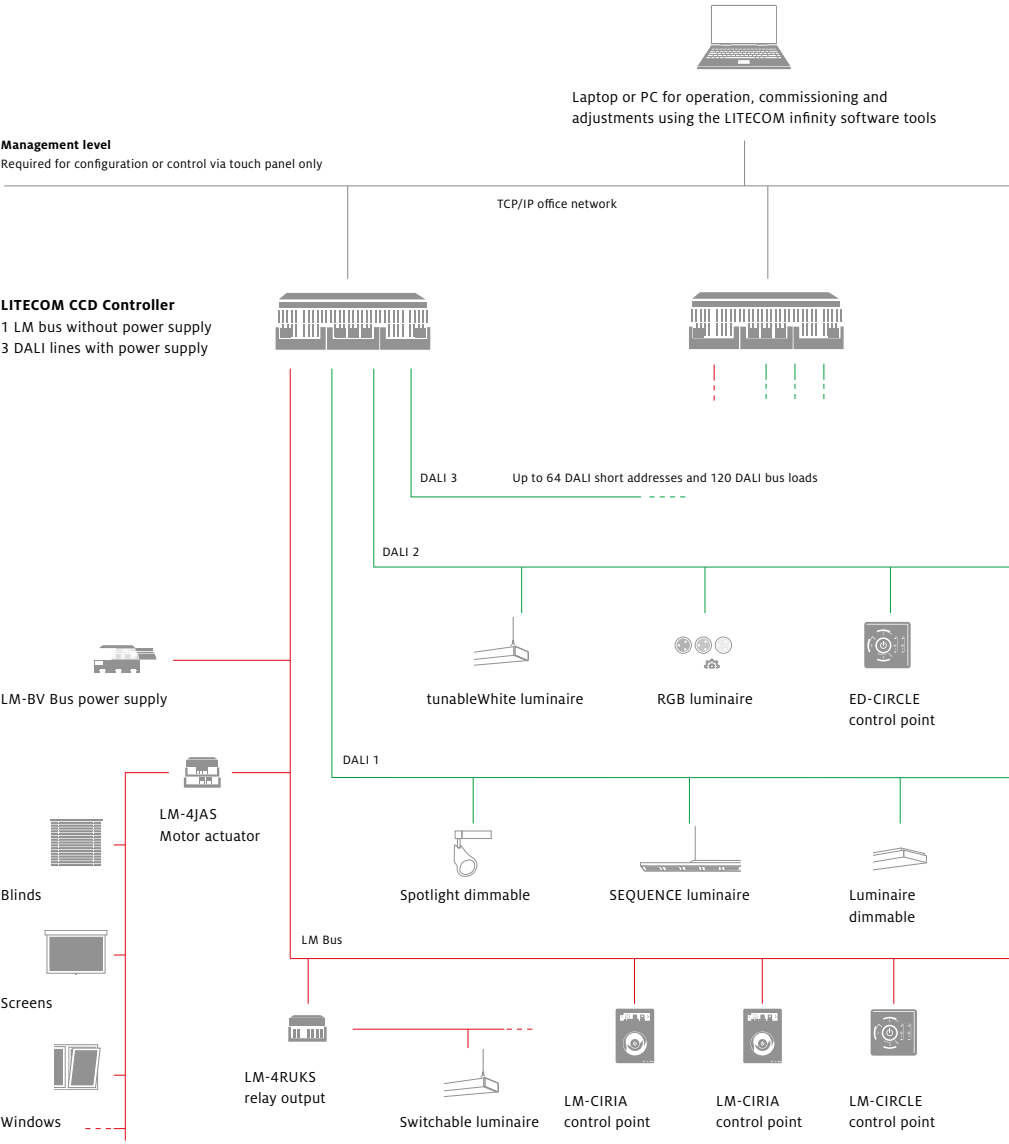 Laptop or PC for operation, commissioning and
adjustments using the LITECOM infinity software tools
Management level
Required for configuration or control via touch panel only
TCP/IP office network
LITECOM CCD Controller
1 LM bus without power supply
3 DALI lines with power supply
DALI 3
Up to 64 DALI short addresses and 120 DALI bus loads
DALI 2
LM-BV Bus power supply
tunableWhite luminaire
RGB luminaire
ED-CIRCLE
control point
DALI 1
LM-4JAS
Motor actuator
Blinds
Spotlight dimmable
SEQUENCE luminaire
Luminaire
dimmable
LM Bus
Screens
LM-4RUKS
relay output
Windows
Switchable luminaire
LM-CIRIA
control point
LM-CIRIA
control point
LM-CIRCLE
control point